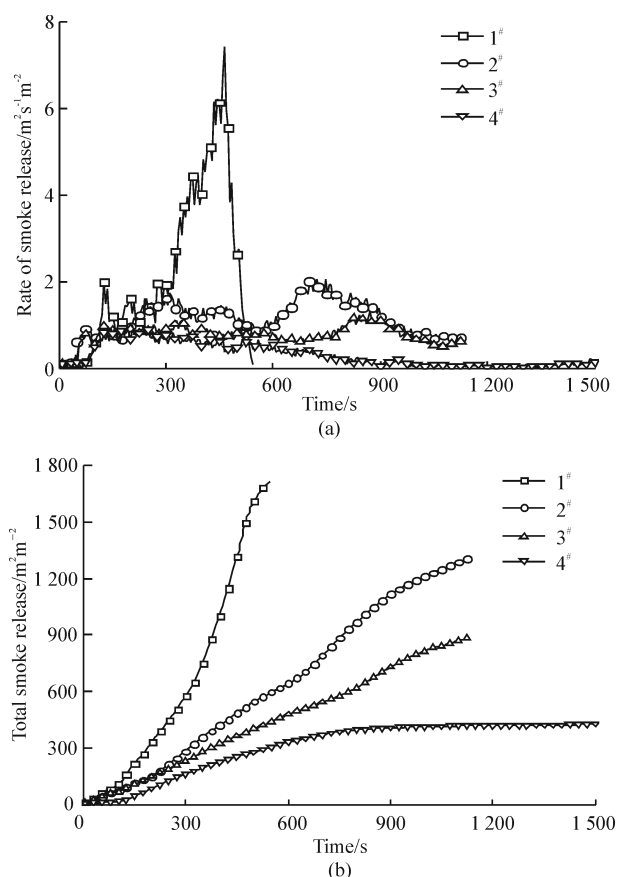 8
6
4
2
0
Rate of smoke release/m²s⁻¹m⁻²
1#
2#
3#
4#
0 300 600 900 1 200 1 500
Time/s
(a)
1 800
1 500
1 200
900
600
300
0
Total smoke release/m²m⁻²
1#
2#
3#
4#
0 300 600 900 1 200 1 500
Time/s
(b)